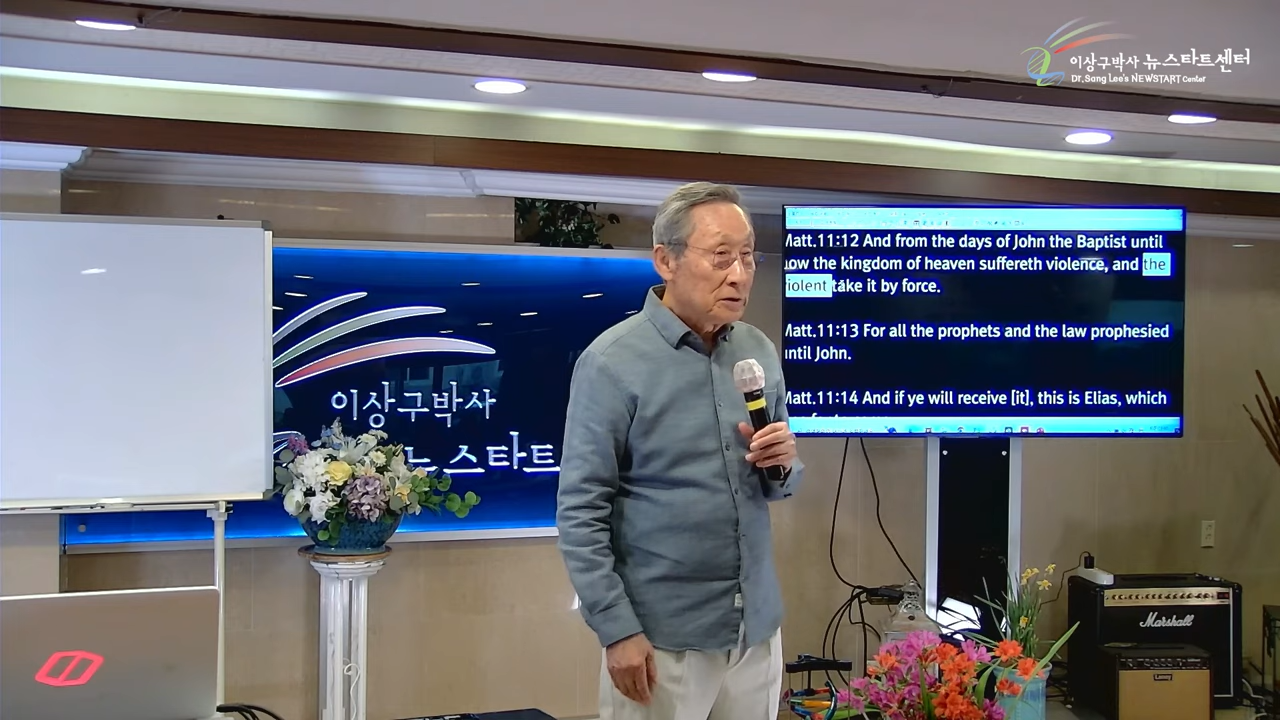 이상구박사 뉴스타트센터
Dr. Sang Lee's NEWSTART Center
Matt.11:12 And from the days of John the Baptist until
now the kingdom of heaven suffereth violence, and the
violent take it by force.
Matt.11:13 For all the prophets and the law prophesied
until John.
Matt.11:14 And if ye will receive [it], this is Elias, which
이상구박사
뉴스타트
Marshall
Laney